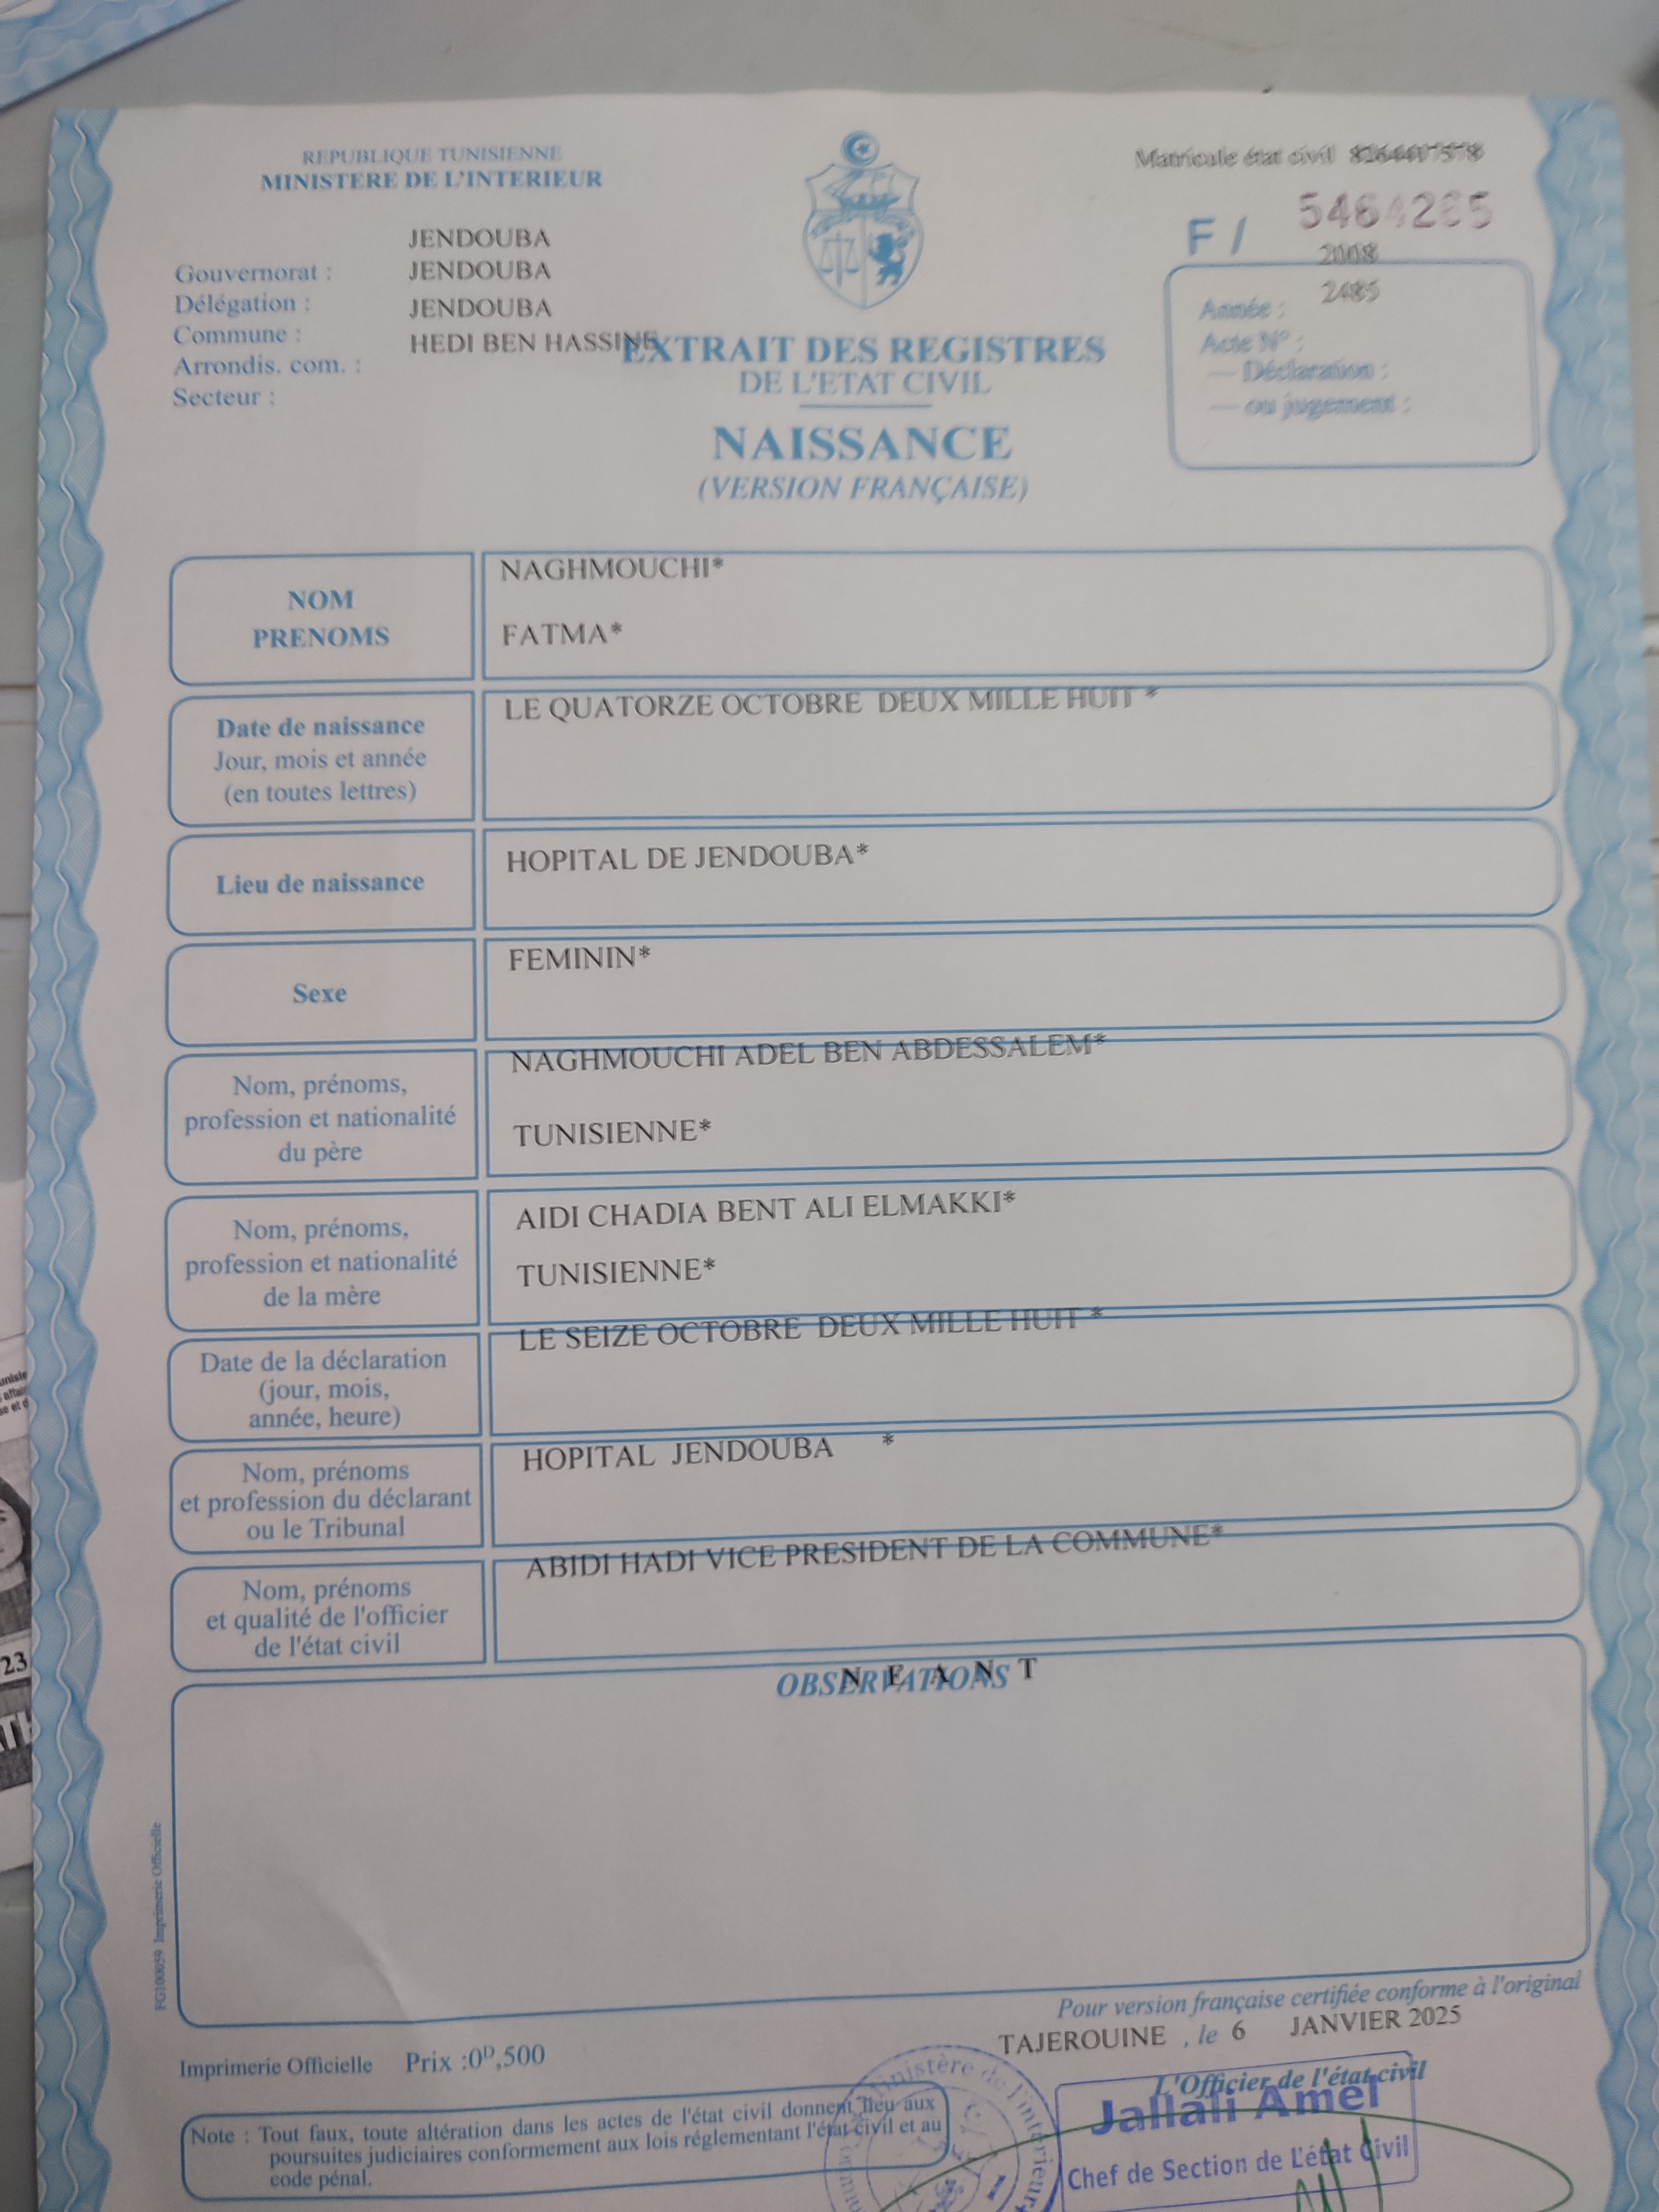 REPUBLIQUE TUNISIENNE
MINISTERE DE L'INTERIEUR
Matricule état civil
F / 5464265
JENDOUBA
Gouvernorat : JENDOUBA
Délégation : JENDOUBA
Commune : HEDI BEN HASSINE
Arrondis. com. :
Secteur :
2008
Année : 2485
Acte N° :
— Déclaration :
— ou jugement :
EXTRAIT DES REGISTRES
DE L'ETAT CIVIL
NAISSANCE
(VERSION FRANÇAISE)
NOM
PRENOMS
NAGHMOUCHI*
FATMA*
Date de naissance
Jour, mois et année
(en toutes lettres)
LE QUATORZE OCTOBRE DEUX MILLE HUIT *
Lieu de naissance
HOPITAL DE JENDOUBA*
Sexe
FEMININ*
Nom, prénoms,
profession et nationalité
du père
NAGHMOUCHI ADEL BEN ABDESSALEM*
TUNISIENNE*
Nom, prénoms,
profession et nationalité
de la mère
AIDI CHADIA BENT ALI ELMAKKI*
TUNISIENNE*
Date de la déclaration
(jour, mois,
année, heure)
LE SEIZE OCTOBRE DEUX MILLE HUIT *
Nom, prénoms
et profession du déclarant
ou le Tribunal
HOPITAL JENDOUBA *
Nom, prénoms
et qualité de l'officier
de l'état civil
ABIDI HADI VICE PRESIDENT DE LA COMMUNE*
OBSERVATIONS
N E A N T
FG100059 Imprimerie Officielle
Pour version française certifiée conforme à l'original
TAJEROUINE , le 6 JANVIER 2025
L'Officier de l'état civil
Imprimerie Officielle Prix :0ᴰ,500
Note : Tout faux, toute altération dans les actes de l'état civil donnent lieu aux
poursuites judiciaires conformement aux lois réglementant l'état civil et au
code pénal.
Ministère de l'intérieur
Jallali Amel
Chef de Section de L'état Civil
23